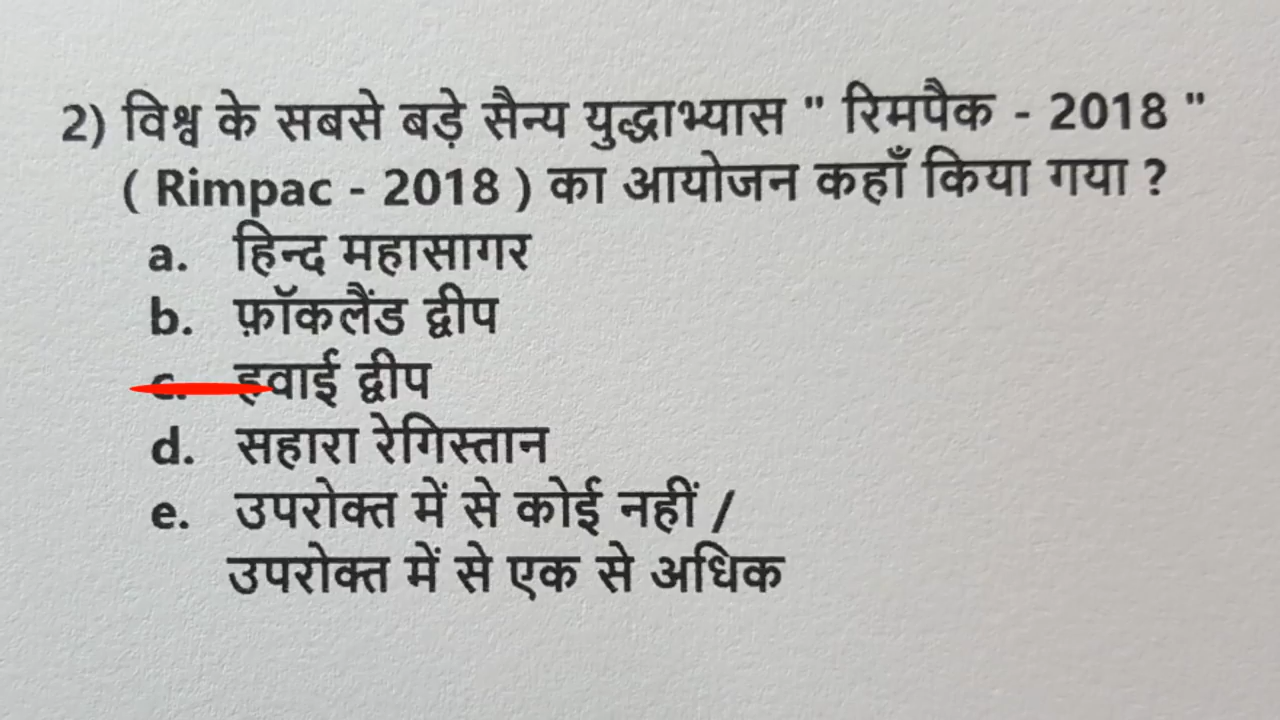 2) विश्व के सबसे बड़े सैन्य युद्धाभ्यास " रिमपैक - 2018 "
( Rimpac - 2018 ) का आयोजन कहाँ किया गया ?
a. हिन्द महासागर
b. फ़ॉकलैंड द्वीप
c. हवाई द्वीप
d. सहारा रेगिस्तान
e. उपरोक्त में से कोई नहीं /
उपरोक्त में से एक से अधिक